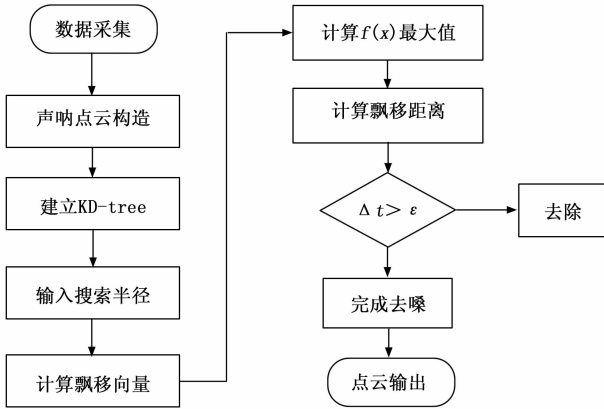 数据采集
声呐点云构造
建立KD-tree
输入搜索半径
计算飘移向量
计算f(x)最大值
计算飘移距离
Δt＞ε
去除
完成去嗓
点云输出